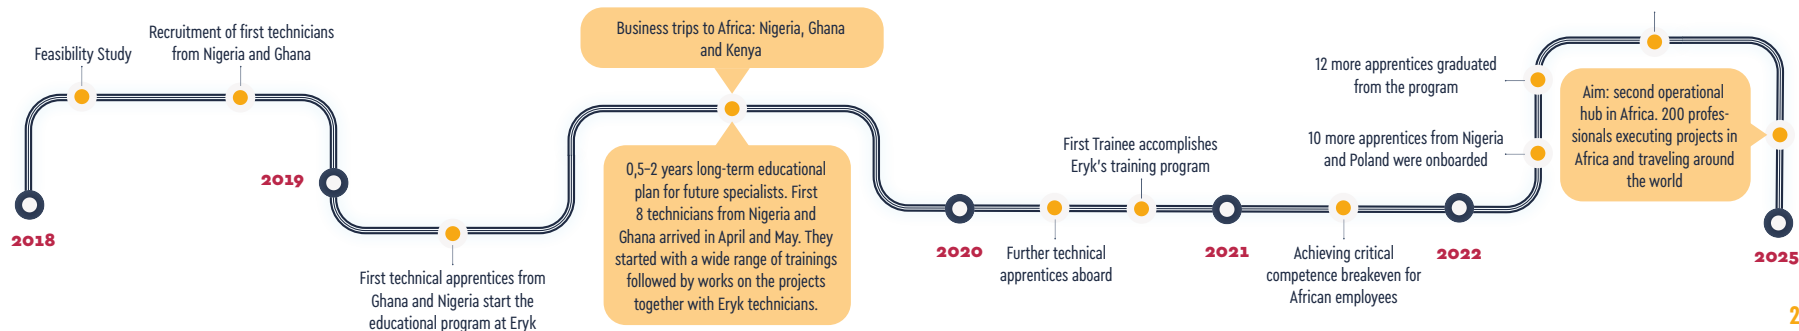 Feasibility Study
Recruitment of first technicians
from Nigeria and Ghana
2018
2019
First technical apprentices from
Ghana and Nigeria start the
educational program at Eryk
Business trips to Africa: Nigeria, Ghana
and Kenya
0,5–2 years long-term educational
plan for future specialists. First
8 technicians from Nigeria and
Ghana arrived in April and May. They
started with a wide range of trainings
followed by works on the projects
together with Eryk technicians.
2020
Further technical
apprentices aboard
First Trainee accomplishes
Eryk's training program
2021
Achieving critical
competence breakeven for
African employees
2022
10 more apprentices from Nigeria
and Poland were onboarded
12 more apprentices graduated
from the program
Aim: second operational
hub in Africa. 200 profes-
sionals executing projects in
Africa and traveling around
the world
2025
2